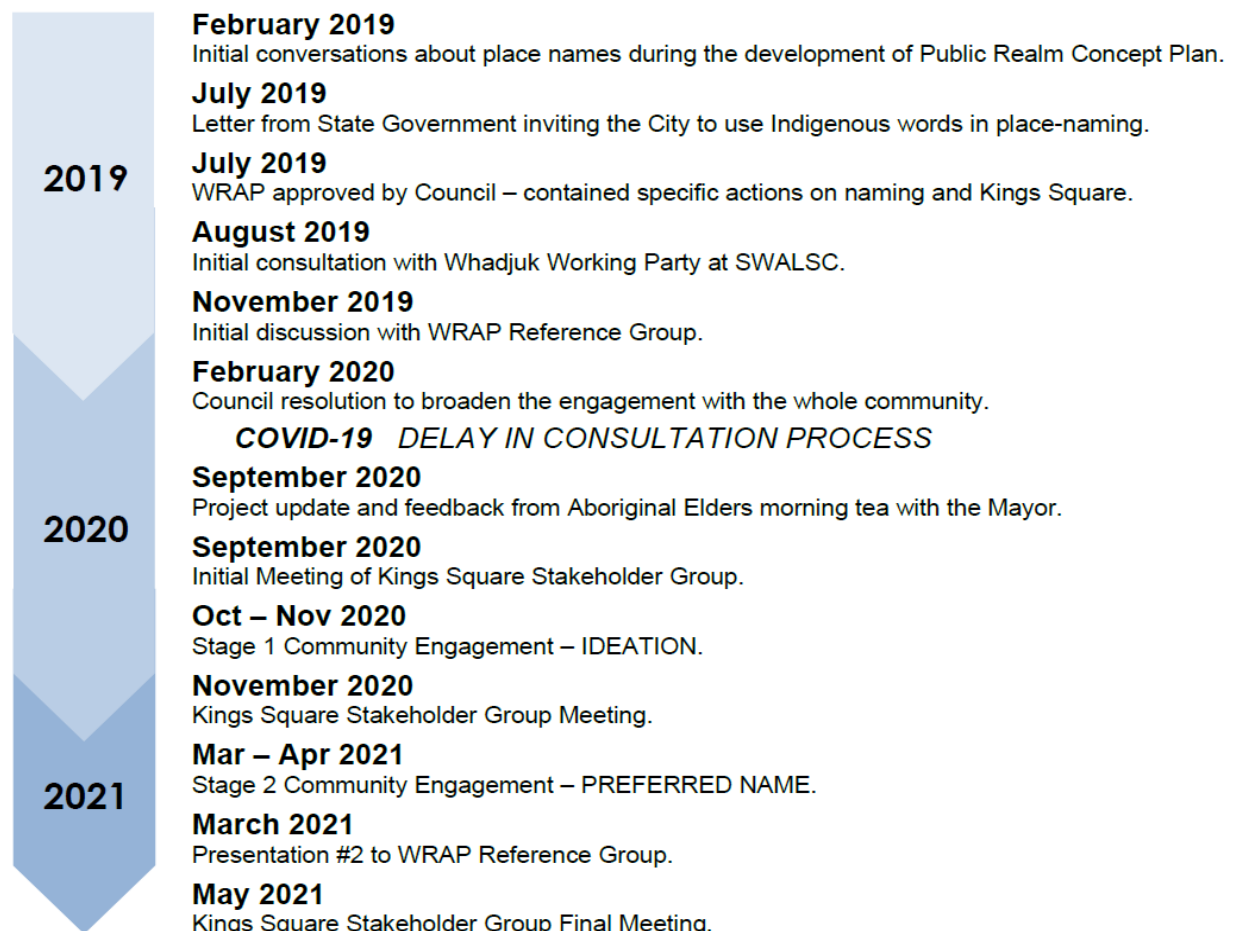 February 2019
Initial conversations about place names during the development of Public Realm Concept Plan.
July 2019
Letter from State Government inviting the City to use Indigenous words in place-naming.
2019
July 2019
WRAP approved by Council – contained specific actions on naming and Kings Square.
August 2019
Initial consultation with Whadjuk Working Party at SWALSC.
November 2019
Initial discussion with WRAP Reference Group.
February 2020
Council resolution to broaden the engagement with the whole community.
COVID-19 DELAY IN CONSULTATION PROCESS
September 2020
Project update and feedback from Aboriginal Elders morning tea with the Mayor.
2020
September 2020
Initial Meeting of Kings Square Stakeholder Group.
Oct – Nov 2020
Stage 1 Community Engagement – IDEATION.
November 2020
Kings Square Stakeholder Group Meeting.
Mar – Apr 2021
Stage 2 Community Engagement – PREFERRED NAME.
2021
March 2021
Presentation #2 to WRAP Reference Group.
May 2021
Kings Square Stakeholder Group Final Meeting.